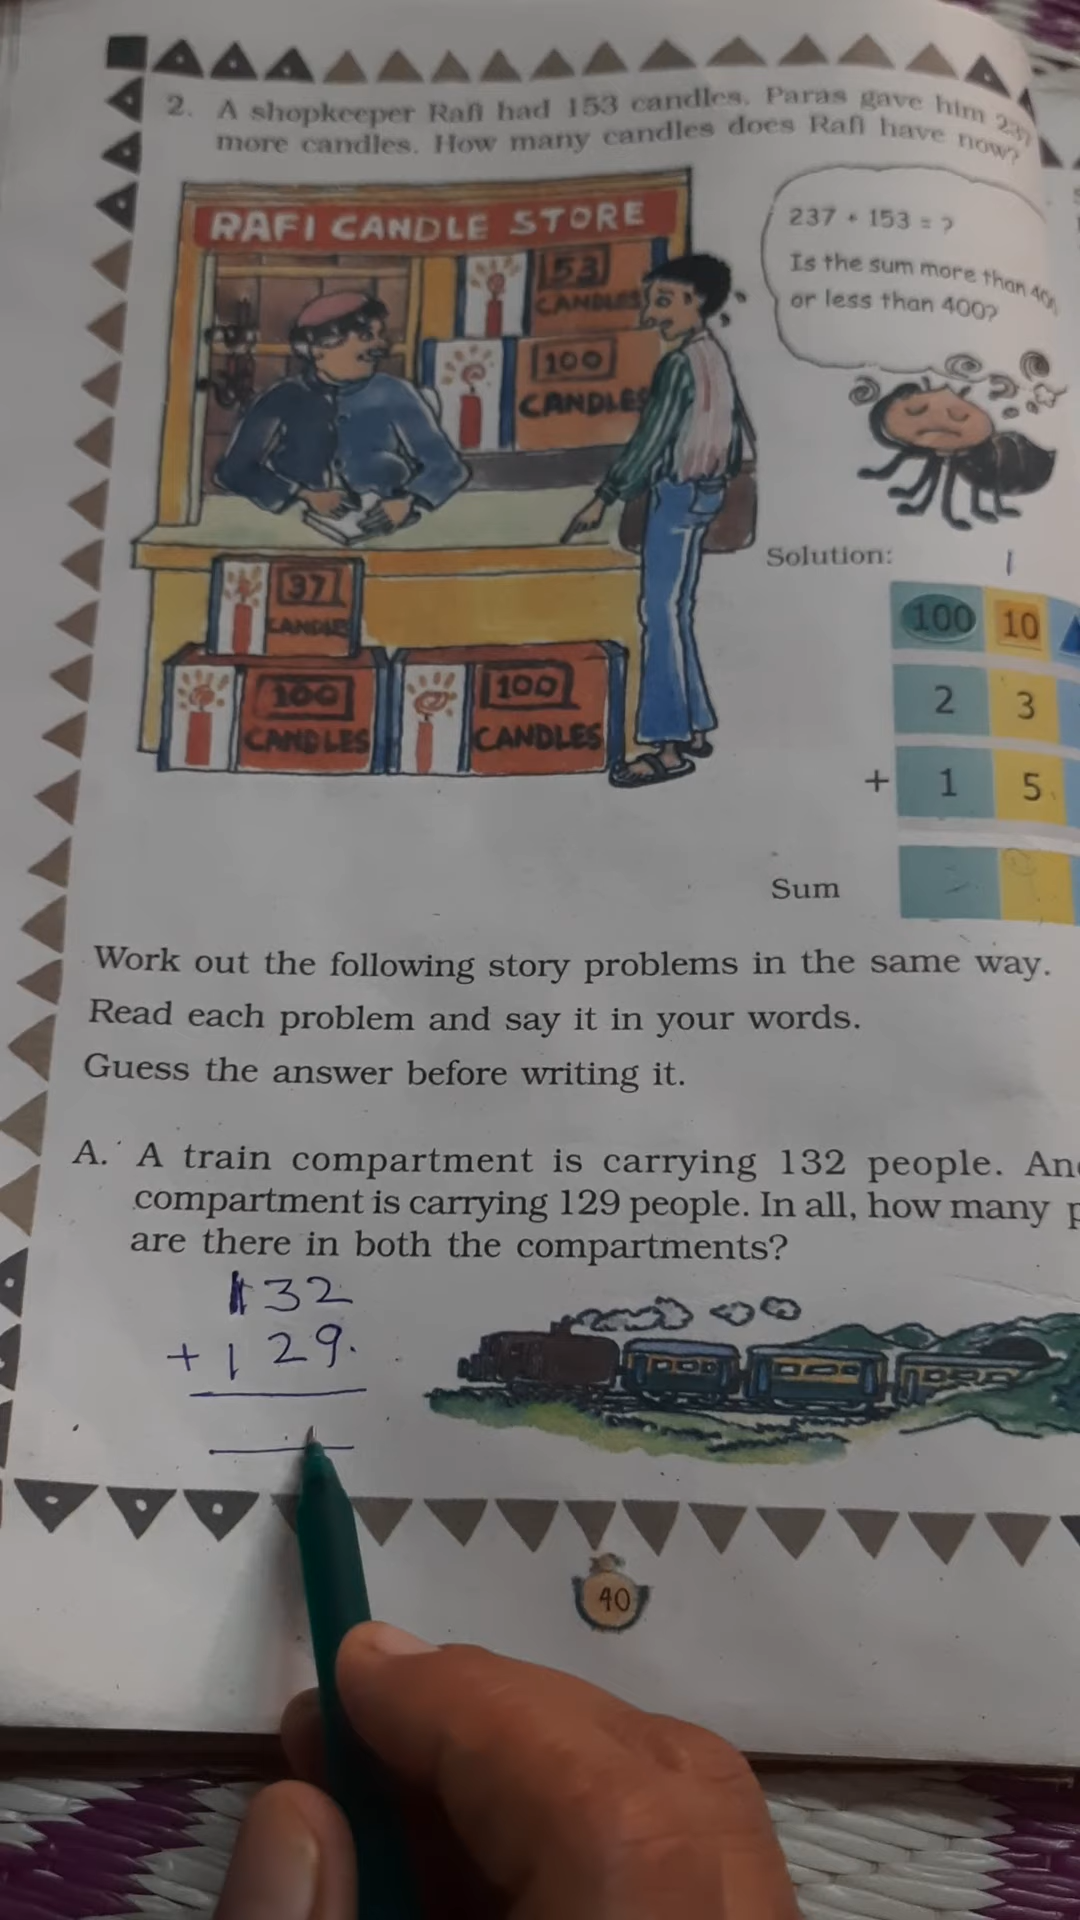 2. A shopkeeper Rafi had 153 candles. Paras gave him 237
more candles. How many candles does Rafi have now?
RAFI CANDLE STORE
53
CANDLES
100
CANDLES
37
CANDLE
100
CANDLES
100
CANDLES
237 + 153 = ?
Is the sum more than 40
or less than 400?
Solution:
1
100 10
2 3
+ 1 5
Sum
Work out the following story problems in the same way.
Read each problem and say it in your words.
Guess the answer before writing it.
A. A train compartment is carrying 132 people. An
compartment is carrying 129 people. In all, how many p
are there in both the compartments?
132
+ 129.
40